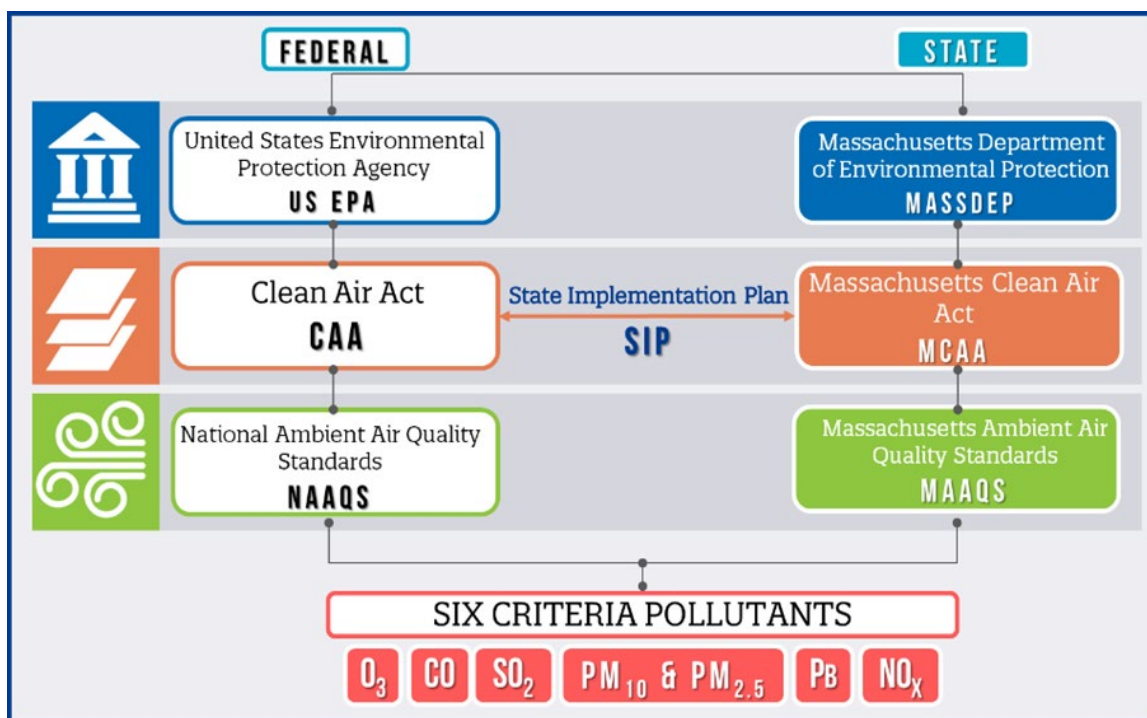 FEDERAL
STATE
United States Environmental
Protection Agency
US EPA
Massachusetts Department
of Environmental Protection
MASSDEP
Clean Air Act
CAA
State Implementation Plan
SIP
Massachusetts Clean Air
Act
MCAA
National Ambient Air Quality
Standards
NAAQS
Massachusetts Ambient Air
Quality Standards
MAAQS
SIX CRITERIA POLLUTANTS
O3 CO SO2 PM10 & PM2.5 PB NOX